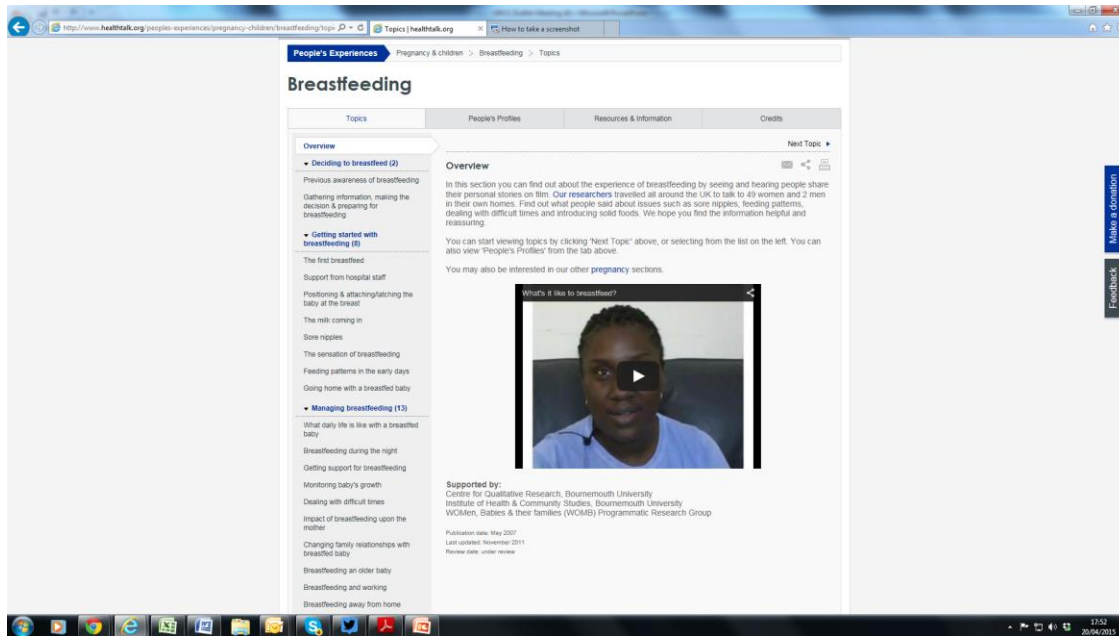 http://www.healthtalk.org/peoples-experiences/pregnancy-children/breastfeeding/topi
Topics | healthtalk.org
How to take a screenshot
People's Experiences
Pregnancy & children > Breastfeeding > Topics
Breastfeeding
Topics
People's Profiles
Resources & Information
Credits
Overview
Deciding to breastfeed (2)
Previous awareness of breastfeeding
Gathering information, making the
decision & preparing for
breastfeeding
Getting started with
breastfeeding (8)
The first breastfeed
Support from hospital staff
Positioning & attaching/latching the
baby at the breast
The milk coming in
Sore nipples
The sensation of breastfeeding
Feeding patterns in the early days
Going home with a breastfed baby
Managing breastfeeding (13)
What daily life is like with a breastfed
baby
Breastfeeding during the night
Getting support for breastfeeding
Monitoring baby's growth
Dealing with difficult times
Impact of breastfeeding upon the
mother
Changing family relationships with
breastfed baby
Breastfeeding an older baby
Breastfeeding and working
Breastfeeding away from home
Next Topic
Overview
In this section you can find out about the experience of breastfeeding by seeing and hearing people share
their personal stories on film. Our researchers travelled all around the UK to talk to 49 women and 2 men
in their own homes. Find out what people said about issues such as sore nipples, feeding patterns,
dealing with difficult times and introducing solid foods. We hope you find the information helpful and
reassuring.
You can start viewing topics by clicking 'Next Topic' above, or selecting from the list on the left. You can
also view 'People's Profiles' from the tab above.
You may also be interested in our other pregnancy sections.
What's it like to breastfeed?
Supported by:
Centre for Qualitative Research, Bournemouth University
Institute of Health & Community Studies, Bournemouth University
WOMen, Babies & their families (WOMB) Programmatic Research Group
Publication date: May 2007
Last updated: November 2011
Review date: under review
Make a donation
Feedback
17:52
20/04/2015